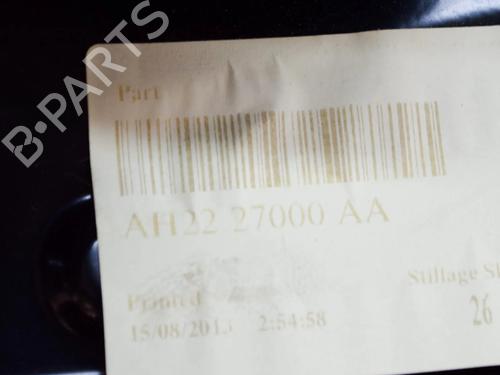 B-PARTS
Part
AH22 27000 AA
Printed
15/08/2013 2:54:58
Stillage
26